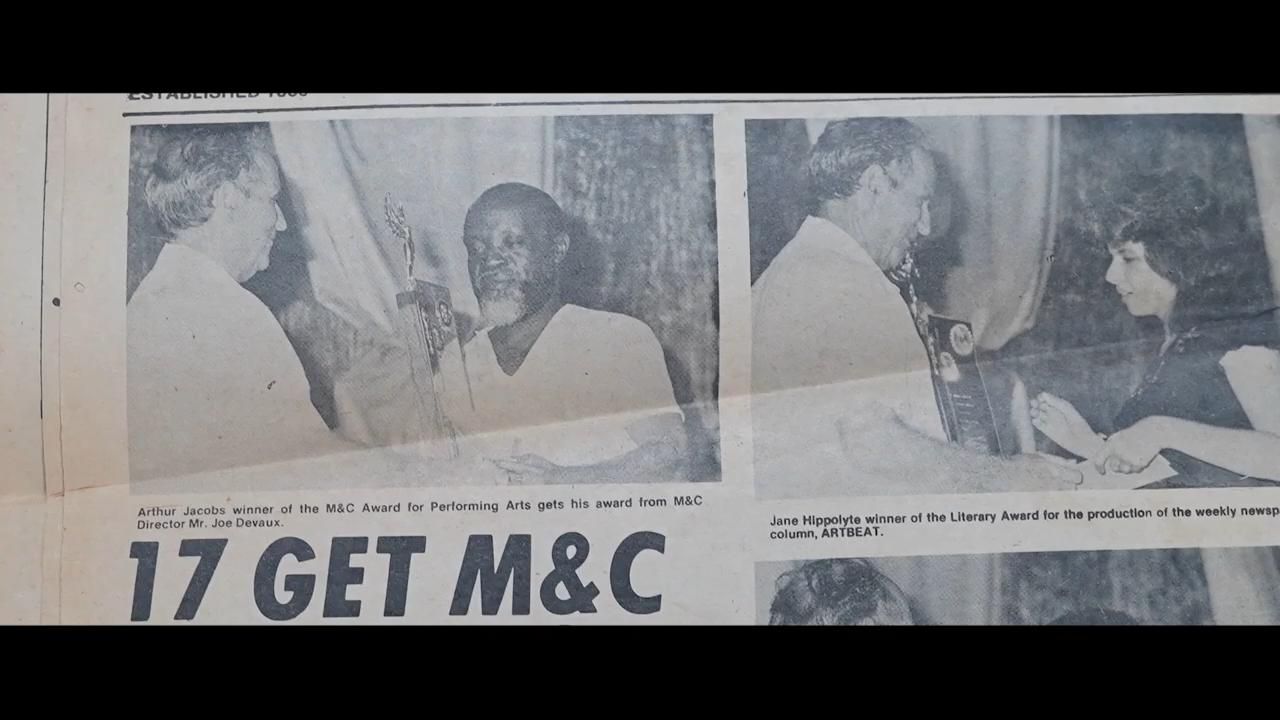 ESTABLISHED
Arthur Jacobs winner of the M&C Award for Performing Arts gets his award from M&C
Director Mr. Joe Devaux.
17 GET M&C
Jane Hippolyte winner of the Literary Award for the production of the weekly newsp
column, ARTBEAT.